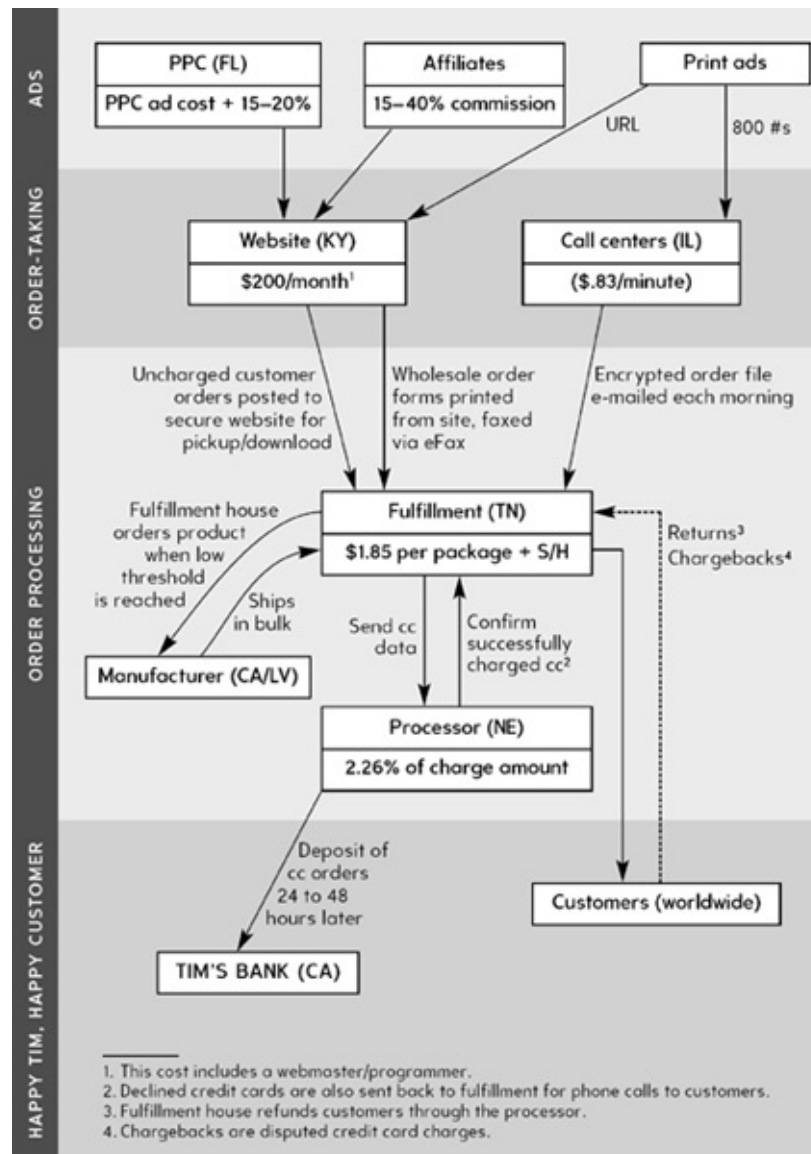 ADS
PPC (FL)
PPC ad cost + 15–20%
Affiliates
15–40% commission
Print ads
URL
800 #s
ORDER-TAKING
Website (KY)
$200/month¹
Call centers (IL)
($.83/minute)
ORDER PROCESSING
Uncharged customer
orders posted to
secure website for
pickup/download
Wholesale order
forms printed
from site, faxed
via eFax
Encrypted order file
e-mailed each morning
Fulfillment house
orders product
when low
threshold
is reached
Fulfillment (TN)
$1.85 per package + S/H
Returns³
Chargebacks⁴
Ships
in bulk
Send cc
data
Confirm
successfully
charged cc²
Manufacturer (CA/LV)
Processor (NE)
2.26% of charge amount
HAPPY TIM, HAPPY CUSTOMER
Deposit of
cc orders
24 to 48
hours later
Customers (worldwide)
TIM'S BANK (CA)
1. This cost includes a webmaster/programmer.
2. Declined credit cards are also sent back to fulfillment for phone calls to customers.
3. Fulfillment house refunds customers through the processor.
4. Chargebacks are disputed credit card charges.